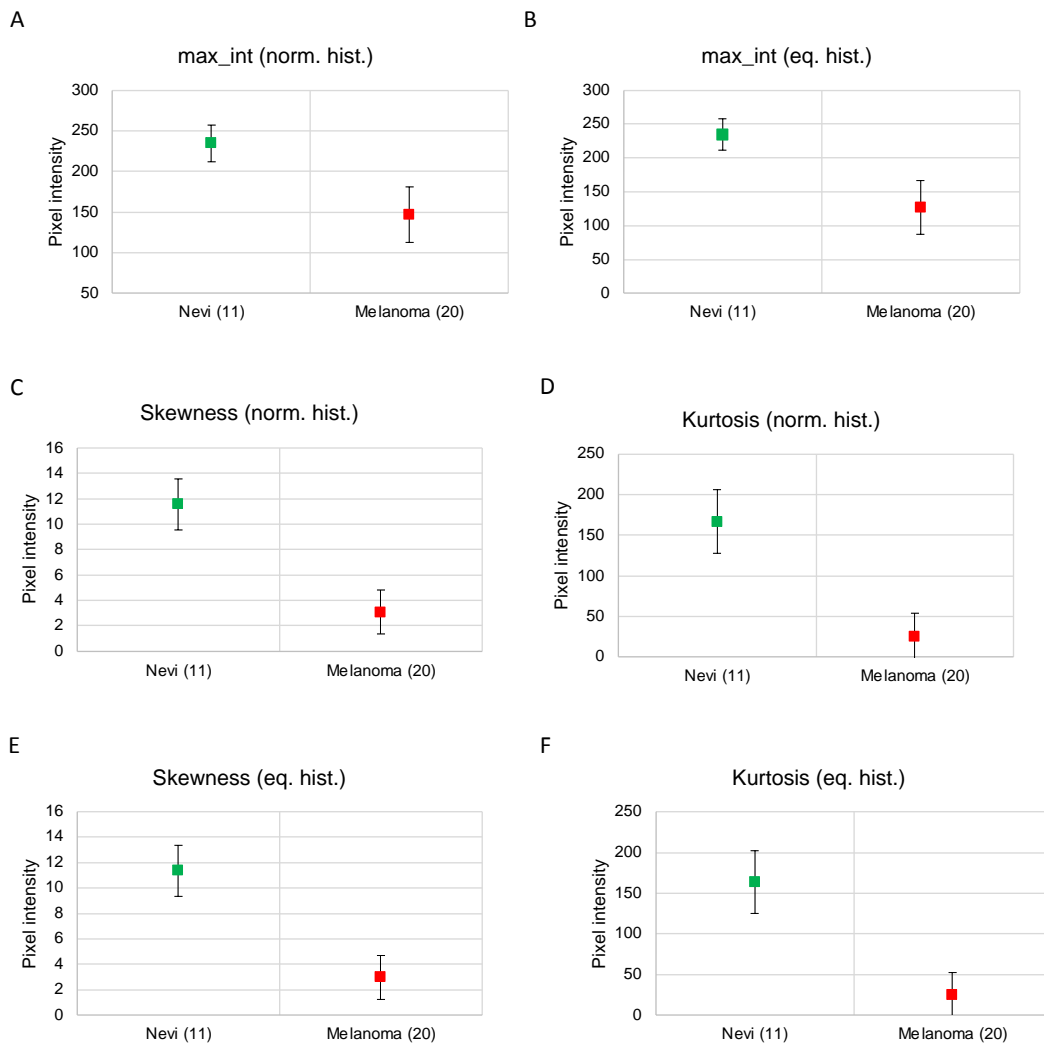 A
max_int (norm. hist.)
Pixel intensity
300
250
200
150
100
50
Nevi (11) Melanoma (20)
B
max_int (eq. hist.)
Pixel intensity
300
250
200
150
100
50
0
Nevi (11) Melanoma (20)
C
Skewness (norm. hist.)
Pixel intensity
16
14
12
10
8
6
4
2
0
Nevi (11) Melanoma (20)
D
Kurtosis (norm. hist.)
Pixel intensity
250
200
150
100
50
0
Nevi (11) Melanoma (20)
E
Skewness (eq. hist.)
Pixel intensity
16
14
12
10
8
6
4
2
0
Nevi (11) Melanoma (20)
F
Kurtosis (eq. hist.)
Pixel intensity
250
200
150
100
50
0
Nevi (11) Melanoma (20)